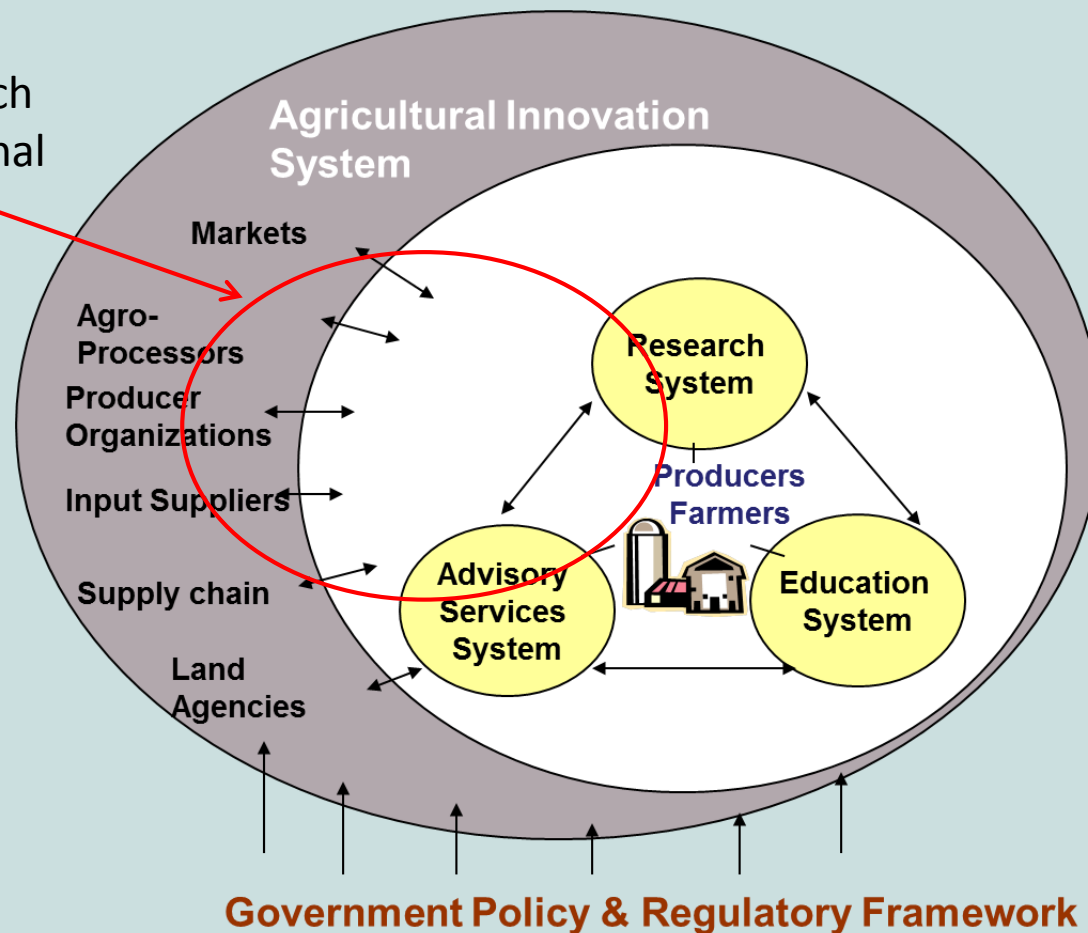 Agricultural Innovation
System
Markets
Agro-
Processors
Producer
Organizations
Input Suppliers
Supply chain
Land
Agencies
Research
System
Producers
Farmers
Advisory
Services
System
Education
System
Government Policy & Regulatory Framework